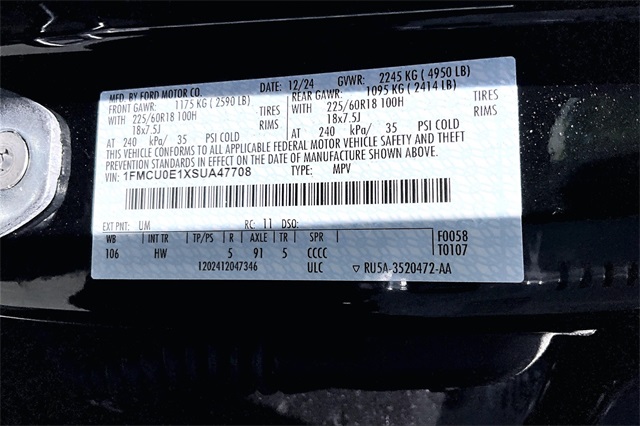 MFD. BY FORD MOTOR CO. DATE: 12/24 GVWR: 2245 KG ( 4950 LB)
FRONT GAWR: 1175 KG ( 2590 LB) REAR GAWR: 1095 KG ( 2414 LB)
WITH 225/60R18 100H TIRES WITH 225/60R18 100H TIRES
18x7.5J RIMS 18x7.5J RIMS
AT 240 kPa/ 35 PSI COLD AT 240 kPa/ 35 PSI COLD
THIS VEHICLE CONFORMS TO ALL APPLICABLE FEDERAL MOTOR VEHICLE SAFETY AND THEFT
PREVENTION STANDARDS IN EFFECT ON THE DATE OF MANUFACTURE SHOWN ABOVE.
VIN: 1FMCU0E1XSUA47708 TYPE: MPV
EXT PNT: UM RC: 11 DSO: F0058
WB INT TR TP/PS R AXLE TR SPR T0107
106 HW 5 91 5 CCCC
1202412047346 ULC ▽ RU5A-3520472-AA